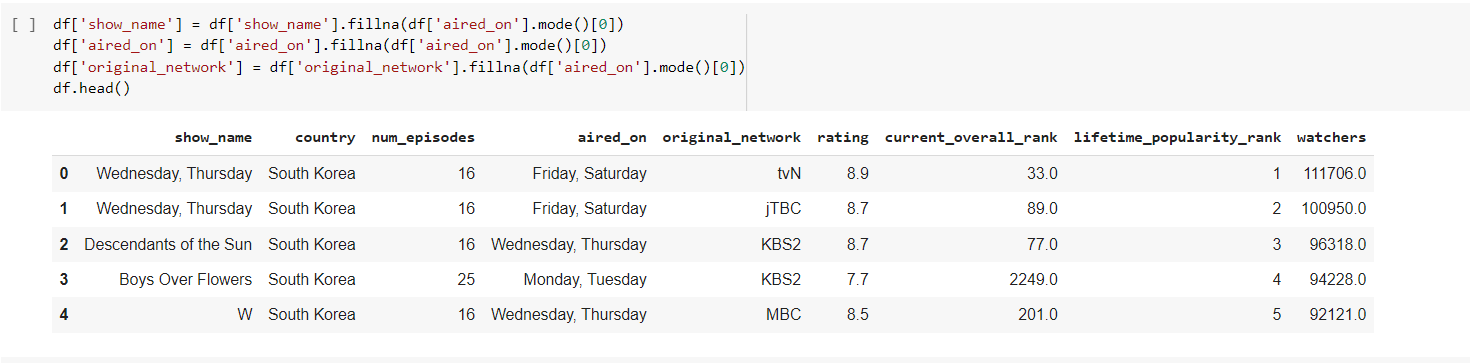 [ ] df['show_name'] = df['show_name'].fillna(df['aired_on'].mode()[0])
df['aired_on'] = df['aired_on'].fillna(df['aired_on'].mode()[0])
df['original_network'] = df['original_network'].fillna(df['aired_on'].mode()[0])
df.head()
show_name country num_episodes aired_on original_network rating current_overall_rank lifetime_popularity_rank watchers
0 Wednesday, Thursday South Korea 16 Friday, Saturday tvN 8.9 33.0 1 111706.0
1 Wednesday, Thursday South Korea 16 Friday, Saturday jTBC 8.7 89.0 2 100950.0
2 Descendants of the Sun South Korea 16 Wednesday, Thursday KBS2 8.7 77.0 3 96318.0
3 Boys Over Flowers South Korea 25 Monday, Tuesday KBS2 7.7 2249.0 4 94228.0
4 W South Korea 16 Wednesday, Thursday MBC 8.5 201.0 5 92121.0